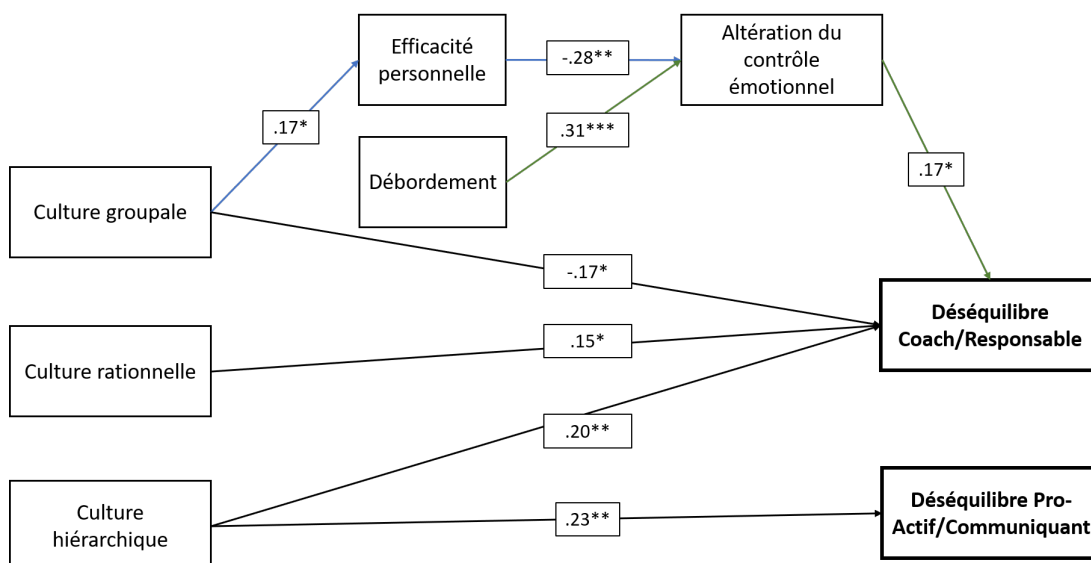 Efficacité
personnelle
-.28**
Altération du
contrôle
émotionnel
.17*
.31***
Débordement
.17*
Culture groupale
-.17*
Déséquilibre
Coach/Responsable
.15*
Culture rationnelle
.20**
Culture
hiérarchique
.23**
Déséquilibre Pro-
Actif/Communiquant